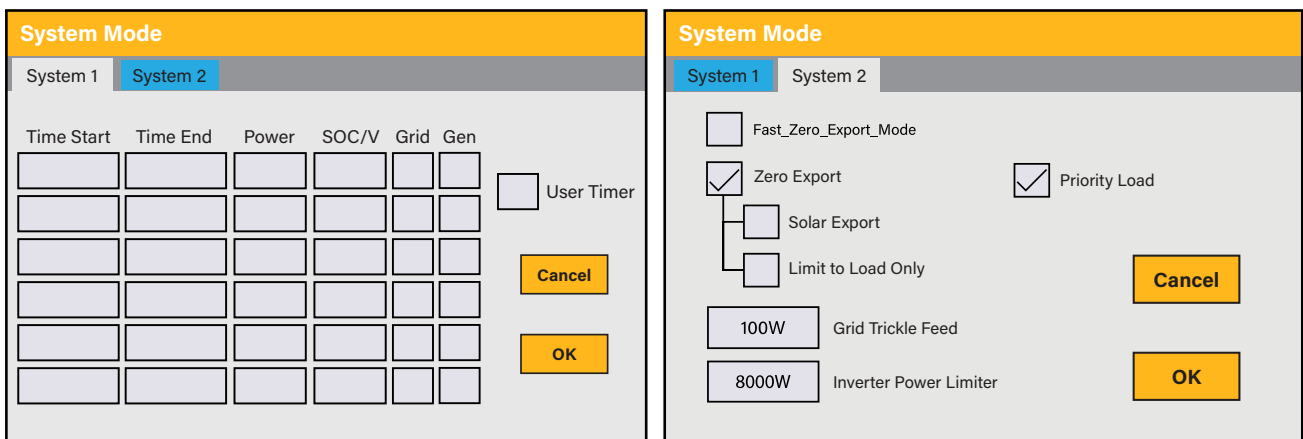 System Mode
System 1 System 2
Time Start Time End Power SOC/V Grid Gen
User Timer
Cancel
OK
System Mode
System 1 System 2
Fast_Zero_Export_Mode
Zero Export Priority Load
Solar Export
Limit to Load Only
Cancel
100W Grid Trickle Feed
8000W Inverter Power Limiter
OK